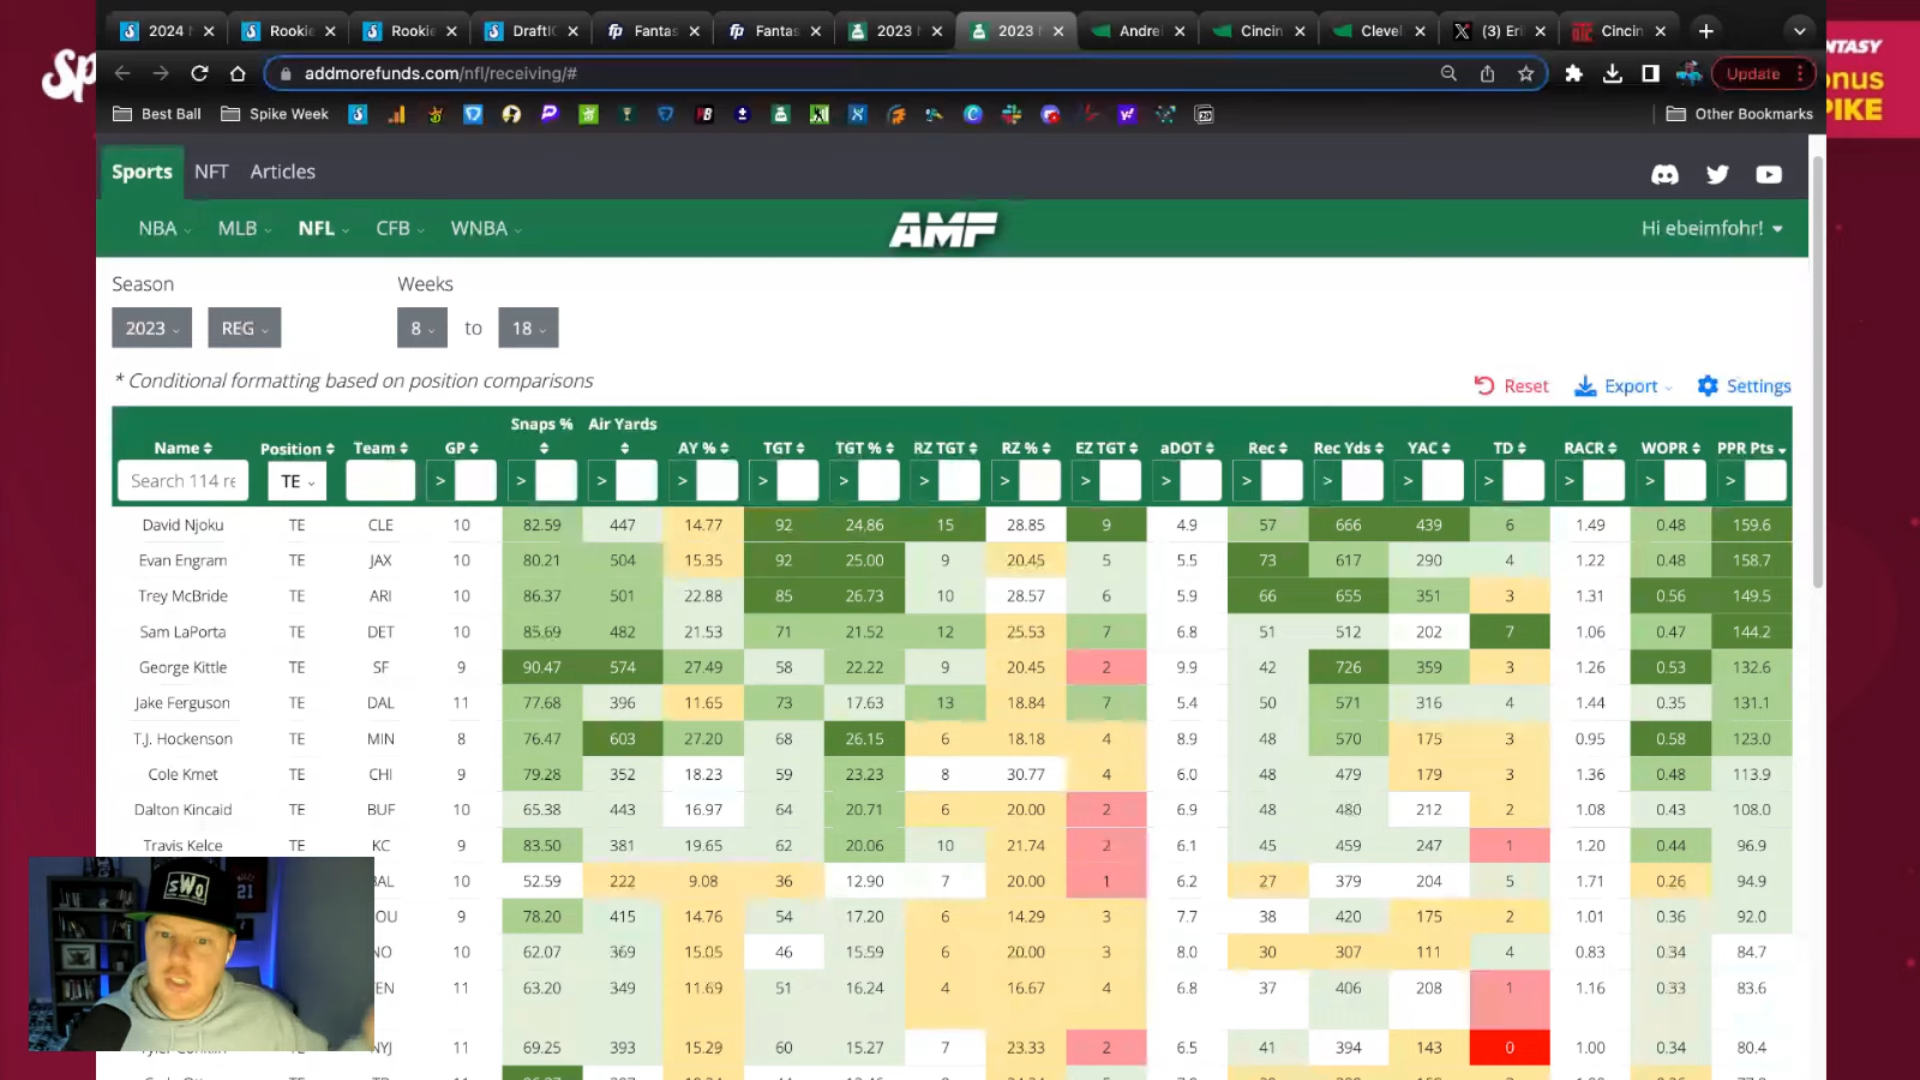 2024
Rookie
Rookie
Draft
Fantas
Fantas
2023
2023
Andre
Cincin
Clevel
(3) Eri
Cincin
addmorefunds.com/nfl/receiving/#
Update
Best Ball
Spike Week
Other Bookmarks
Sp
NTASY
onus
PIKE
Sports NFT Articles
NBA MLB NFL CFB WNBA
AMF
Hi ebeimfohr!
Season
Weeks
2023 REG 8 to 18
* Conditional formatting based on position comparisons
Reset Export Settings
Name Position Team GP Snaps % Air Yards AY % TGT TGT % RZ TGT RZ % EZ TGT aDOT Rec Rec Yds YAC TD RACR WOPR PPR Pts
Search 114 re TE > > > > > > > > > > > > > > > > >
David Njoku TE CLE 10 82.59 447 14.77 92 24.86 15 28.85 9 4.9 57 666 439 6 1.49 0.48 159.6
Evan Engram TE JAX 10 80.21 504 15.35 92 25.00 9 20.45 5 5.5 73 617 290 4 1.22 0.48 158.7
Trey McBride TE ARI 10 86.37 501 22.88 85 26.73 10 28.57 6 5.9 66 655 351 3 1.31 0.56 149.5
Sam LaPorta TE DET 10 85.69 482 21.53 71 21.52 12 25.53 7 6.8 51 512 202 7 1.06 0.47 144.2
George Kittle TE SF 9 90.47 574 27.49 58 22.22 9 20.45 2 9.9 42 726 359 3 1.26 0.53 132.6
Jake Ferguson TE DAL 11 77.68 396 11.65 73 17.63 13 18.84 7 5.4 50 571 316 4 1.44 0.35 131.1
T.J. Hockenson TE MIN 8 76.47 603 27.20 68 26.15 6 18.18 4 8.9 48 570 175 3 0.95 0.58 123.0
Cole Kmet TE CHI 9 79.28 352 18.23 59 23.23 8 30.77 4 6.0 48 479 179 3 1.36 0.48 113.9
Dalton Kincaid TE BUF 10 65.38 443 16.97 64 20.71 6 20.00 2 6.9 48 480 212 2 1.08 0.43 108.0
Travis Kelce TE KC 9 83.50 381 19.65 62 20.06 10 21.74 2 6.1 45 459 247 1 1.20 0.44 96.9
BAL 10 52.59 222 9.08 36 12.90 7 20.00 1 6.2 27 379 204 5 1.71 0.26 94.9
OU 9 78.20 415 14.76 54 17.20 6 14.29 3 7.7 38 420 175 2 1.01 0.36 92.0
NO 10 62.07 369 15.05 46 15.59 6 20.00 3 8.0 30 307 111 4 0.83 0.34 84.7
EN 11 63.20 349 11.69 51 16.24 4 16.67 4 6.8 37 406 208 1 1.16 0.33 83.6
NYJ 11 69.25 393 15.29 60 15.27 7 23.33 2 6.5 41 394 143 0 1.00 0.34 80.4
sWo
21